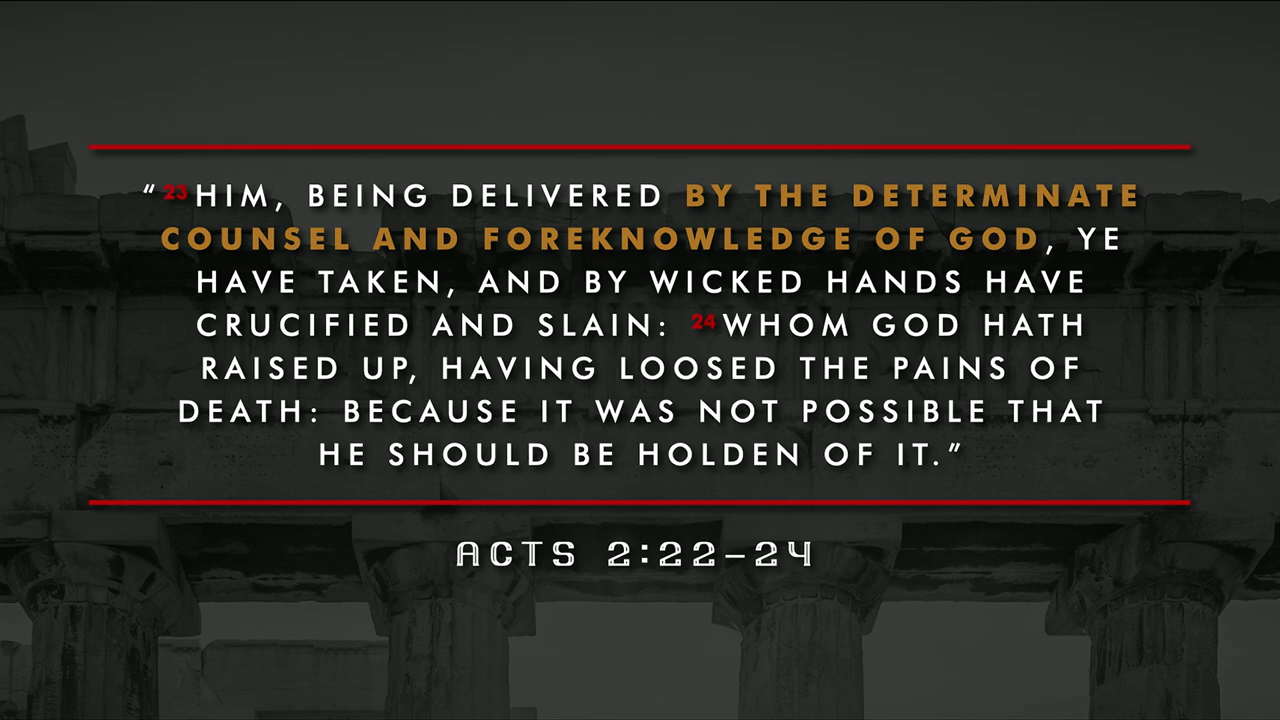 “23HIM, BEING DELIVERED BY THE DETERMINATE
COUNSEL AND FOREKNOWLEDGE OF GOD, YE
HAVE TAKEN, AND BY WICKED HANDS HAVE
CRUCIFIED AND SLAIN: 24WHOM GOD HATH
RAISED UP, HAVING LOOSED THE PAINS OF
DEATH: BECAUSE IT WAS NOT POSSIBLE THAT
HE SHOULD BE HOLDEN OF IT.”
ACTS 2:22-24